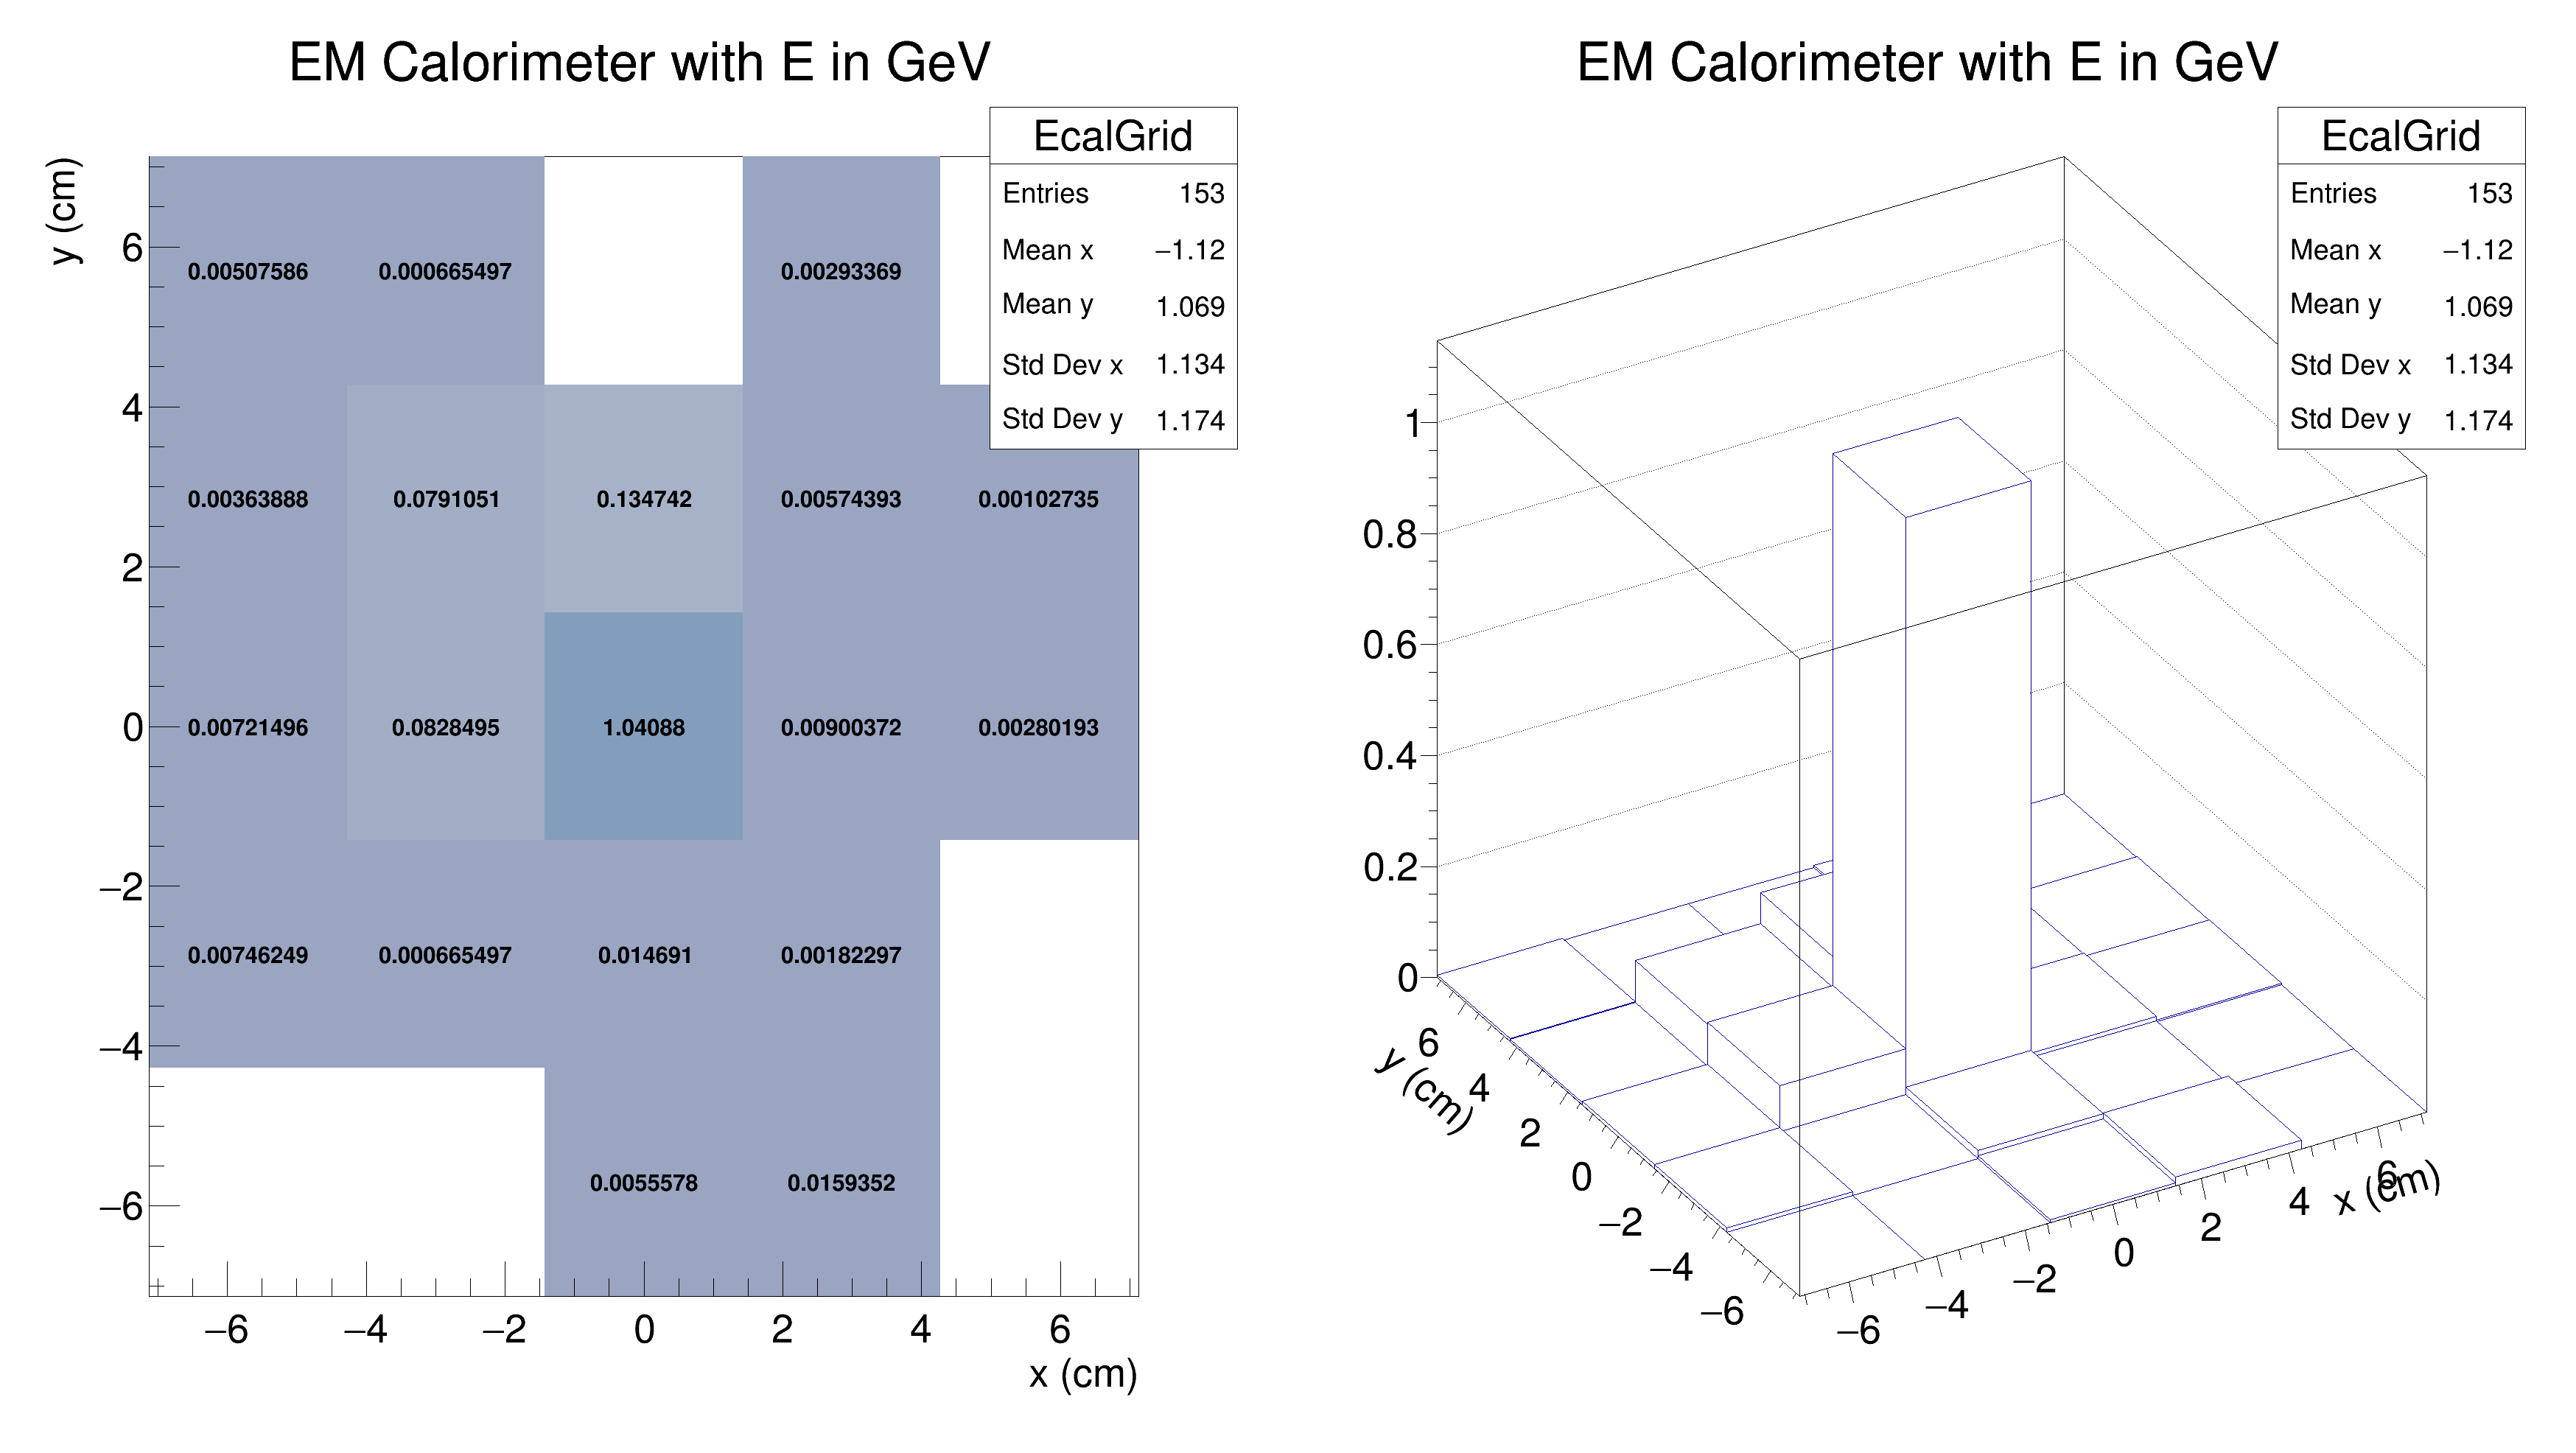 EM Calorimeter with E in GeV
EcalGrid
Entries 153
Mean x −1.12
Mean y 1.069
Std Dev x 1.134
Std Dev y 1.174
y (cm)
6
4
2
0
−2
−4
−6
0.00507586 0.000665497 0.00293369
0.00363888 0.0791051 0.134742 0.00574393 0.00102735
0.00721496 0.0828495 1.04088 0.00900372 0.00280193
0.00746249 0.000665497 0.014691 0.00182297
0.0055578 0.0159352
−6 −4 −2 0 2 4 6
x (cm)
EM Calorimeter with E in GeV
EcalGrid
Entries 153
Mean x −1.12
Mean y 1.069
Std Dev x 1.134
Std Dev y 1.174
1
0.8
0.6
0.4
0.2
0
6
4
2
0
−2
−4
−6
y (cm)
−6
−4
−2
0
2
4
6
x (cm)